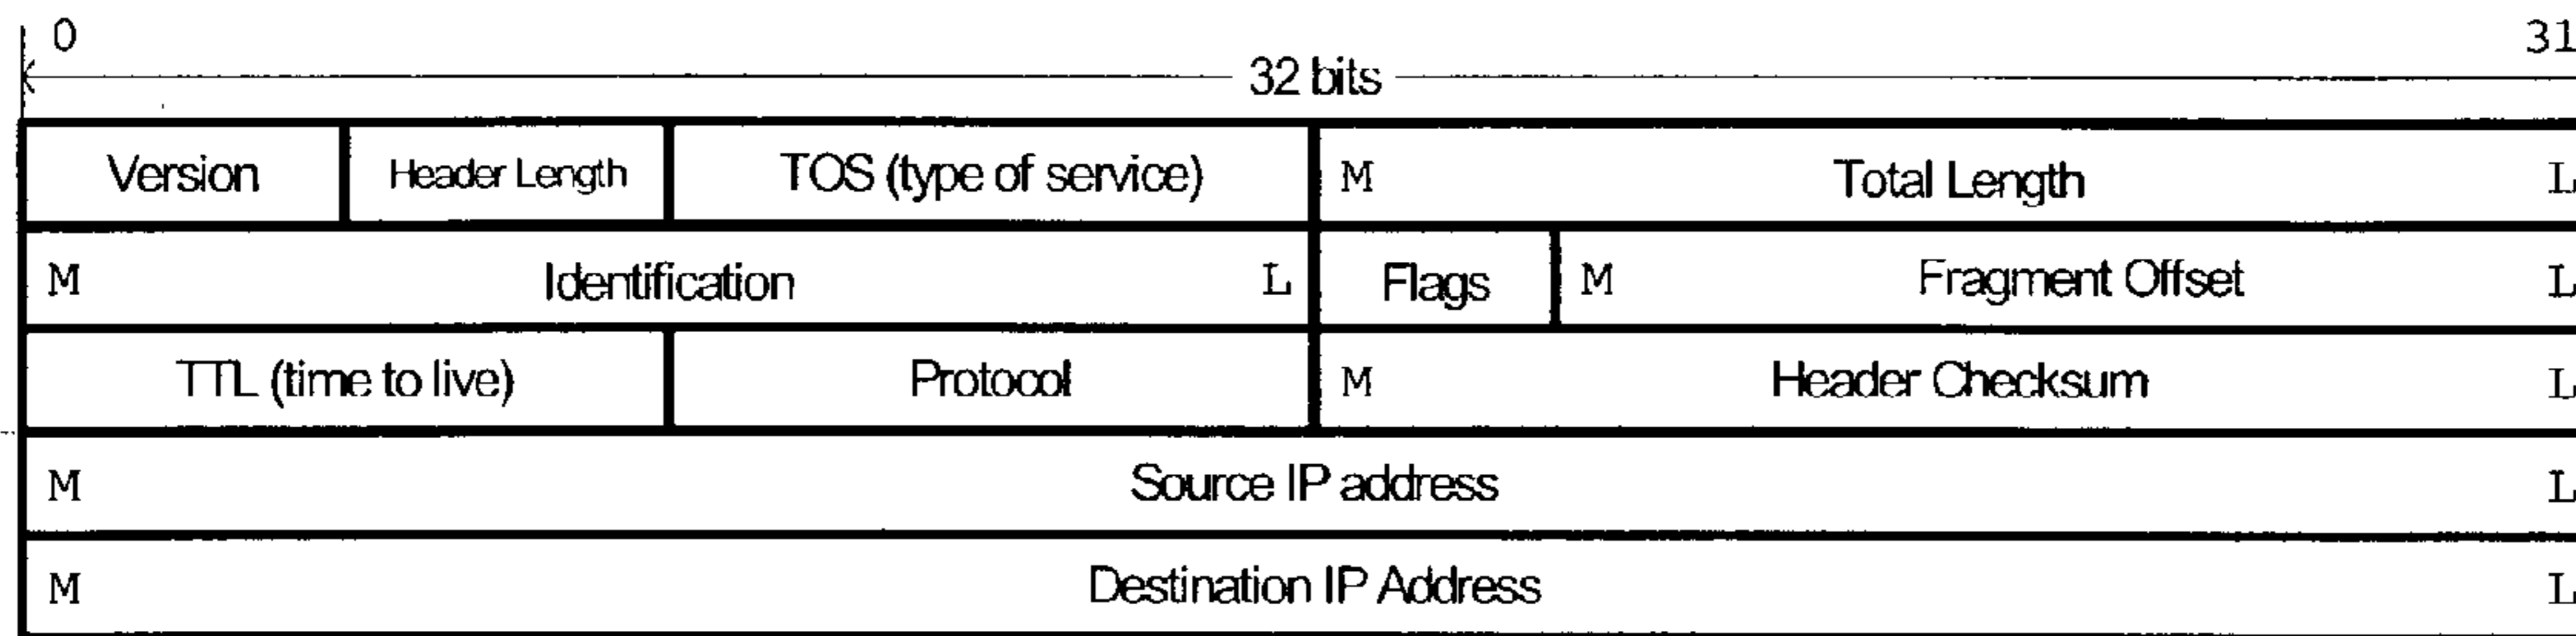 0 31
32 bits
Version Header Length TOS (type of service) M Total Length L
M Identification L Flags M Fragment Offset L
TTL (time to live) Protocol M Header Checksum L
M Source IP address L
M Destination IP Address L